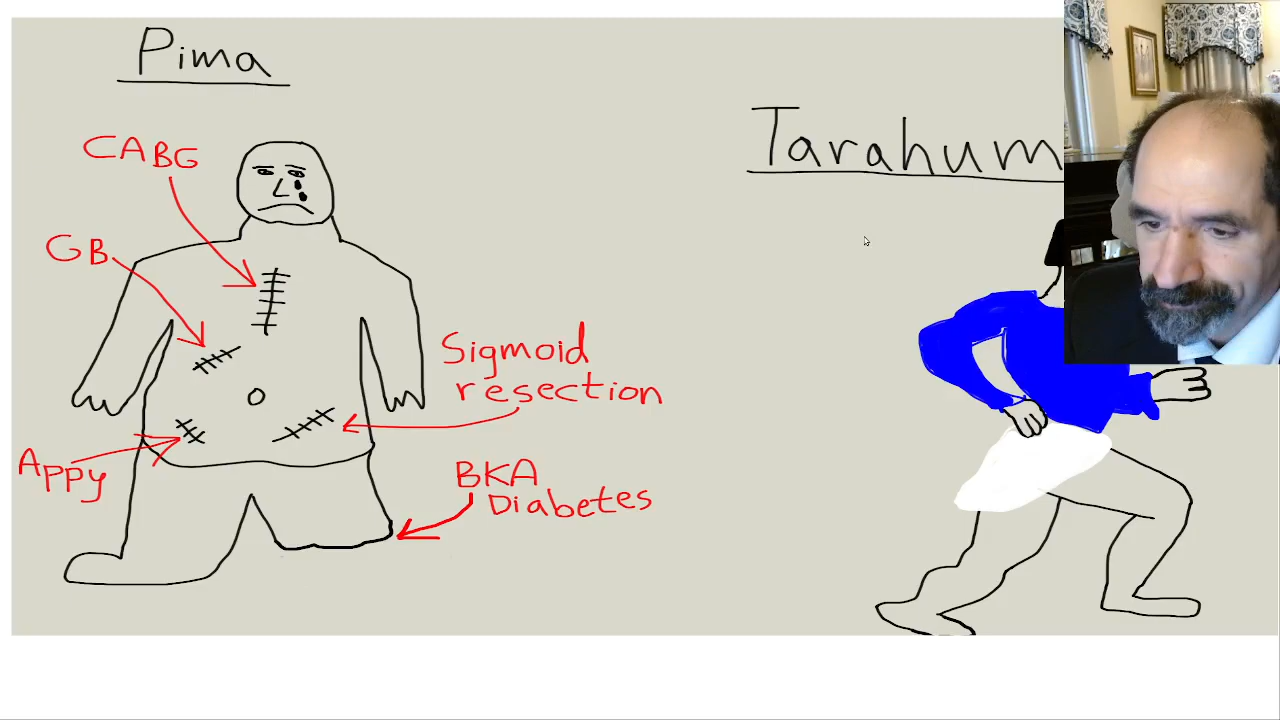 Pima
Tarahum
CABG
GB
Sigmoid
resection
Appy
BKA
Diabetes